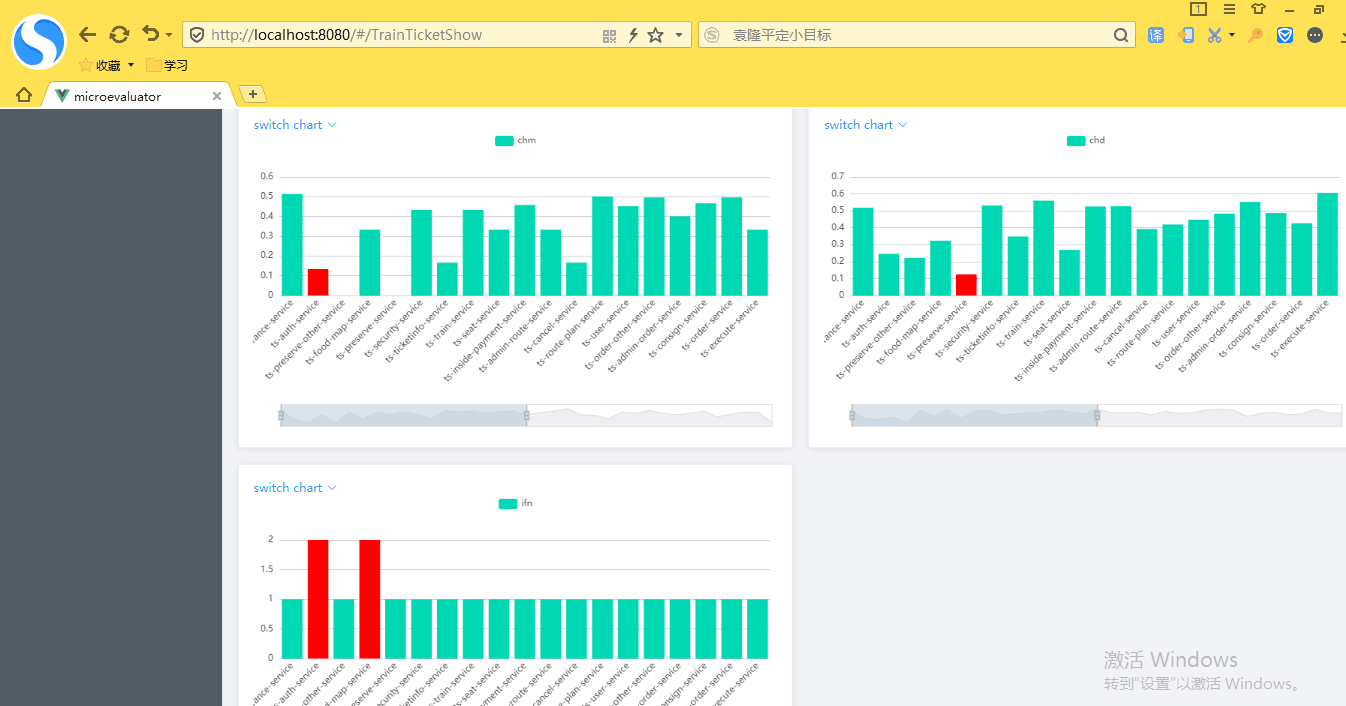 1
http://localhost:8080/#/TrainTicketShow
袁隆平定小目标
译
收藏
学习
microevaluator
switch chart
chm
0.6
0.5
0.4
0.3
0.2
0.1
0
ance-service
ts-auth-service
ts-preserve-other-service
ts-food-map-service
ts-preserve-service
ts-security-service
ts-ticketinfo-service
ts-train-service
ts-seat-service
ts-inside-payment-service
ts-admin-route-service
ts-cancel-service
ts-route-plan-service
ts-user-service
ts-order-other-service
ts-admin-order-service
ts-consign-service
ts-order-service
ts-execute-service
switch chart
chd
0.7
0.6
0.5
0.4
0.3
0.2
0.1
0
ance-service
ts-auth-service
ts-preserve-other-service
ts-food-map-service
ts-preserve-service
ts-security-service
ts-ticketinfo-service
ts-train-service
ts-seat-service
ts-inside-payment-service
ts-admin-route-service
ts-cancel-service
ts-route-plan-service
ts-user-service
ts-order-other-service
ts-admin-order-service
ts-consign-service
ts-order-service
ts-execute-service
switch chart
ifn
2
1.5
1
0.5
0
ance-service
ts-auth-service
-other-service
d-map-service
reserve-service
ecurity-service
ketinfo-service
ts-train-service
ts-seat-service
yment-service
-route-service
cancel-service
e-plan-service
ts-user-service
-other-service
-order-service
onsign-service
s-order-service
execute-service
激活 Windows
转到"设置"以激活 Windows。